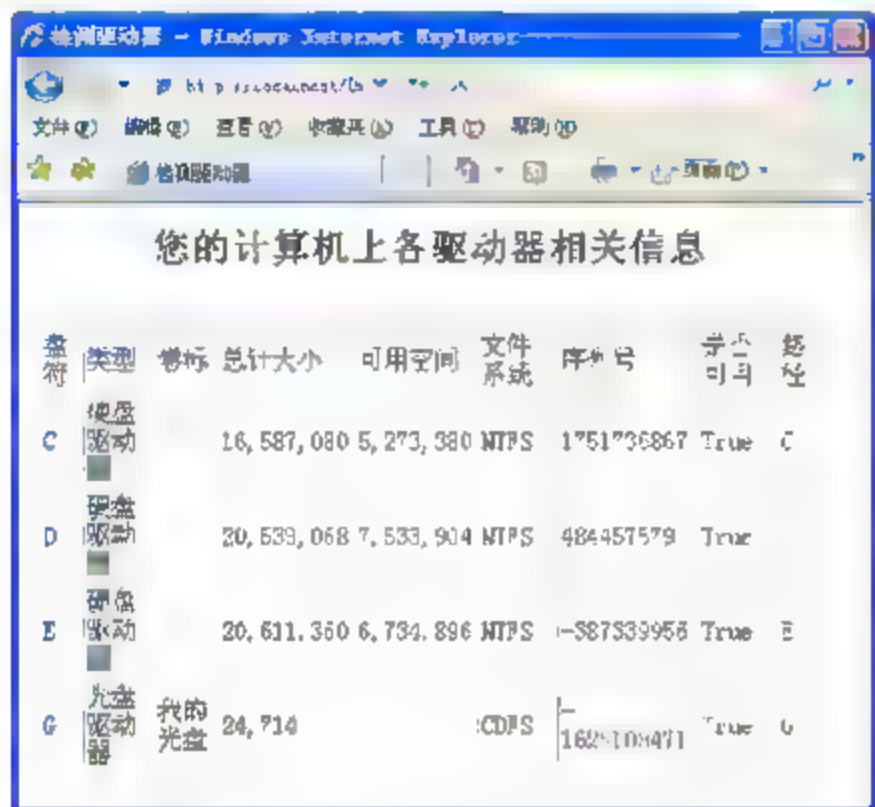 检测驱动器 - Windows Internet Explorer
文件(F) 编辑(E) 查看(V) 收藏夹(A) 工具(T) 帮助(H)
检测驱动器 页面(P)
您的计算机上各驱动器相关信息
盘符 类型 卷标 总计大小 可用空间 文件系统 序列号 是否可用 路径
C 硬盘驱动器 16,587,080 5,273,380 NTFS 1751736867 True C
D 硬盘驱动器 20,539,068 7,533,904 NTFS 484457579 True
E 硬盘驱动器 20,611,360 6,734,896 NTFS True E
G 光盘驱动器 我的光盘 24,714 CDFS True G